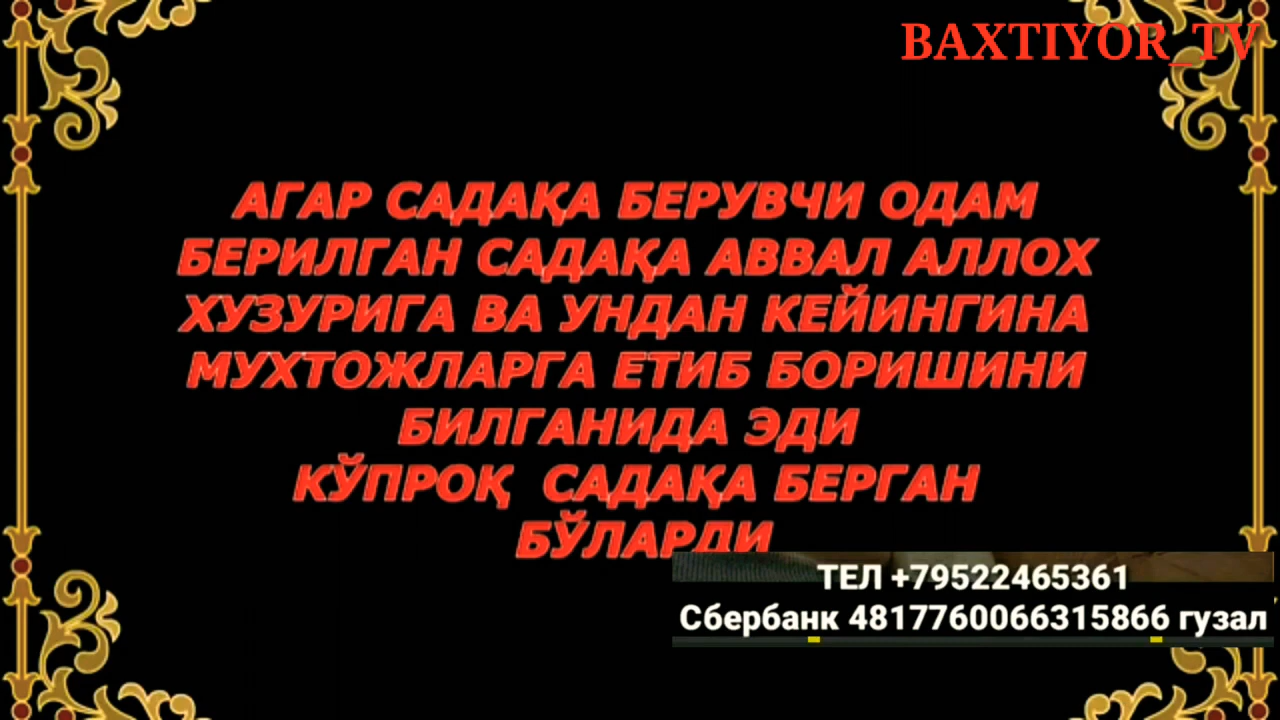 BAXTIYOR_TV
АГАР САДАҚА БЕРУВЧИ ОДАМ
БЕРИЛГАН САДАҚА АВВАЛ АЛЛОХ
ХУЗУРИГА ВА УНДАН КЕЙИНГИНА
МУХТОЖЛАРГА ЕТИБ БОРИШИНИ
БИЛГАНИДА ЭДИ
КЎПРОҚ САДАҚА БЕРГАН
БЎЛАРДИ
ТЕЛ +79522465361
Сбербанк 4817760066315866 гузал